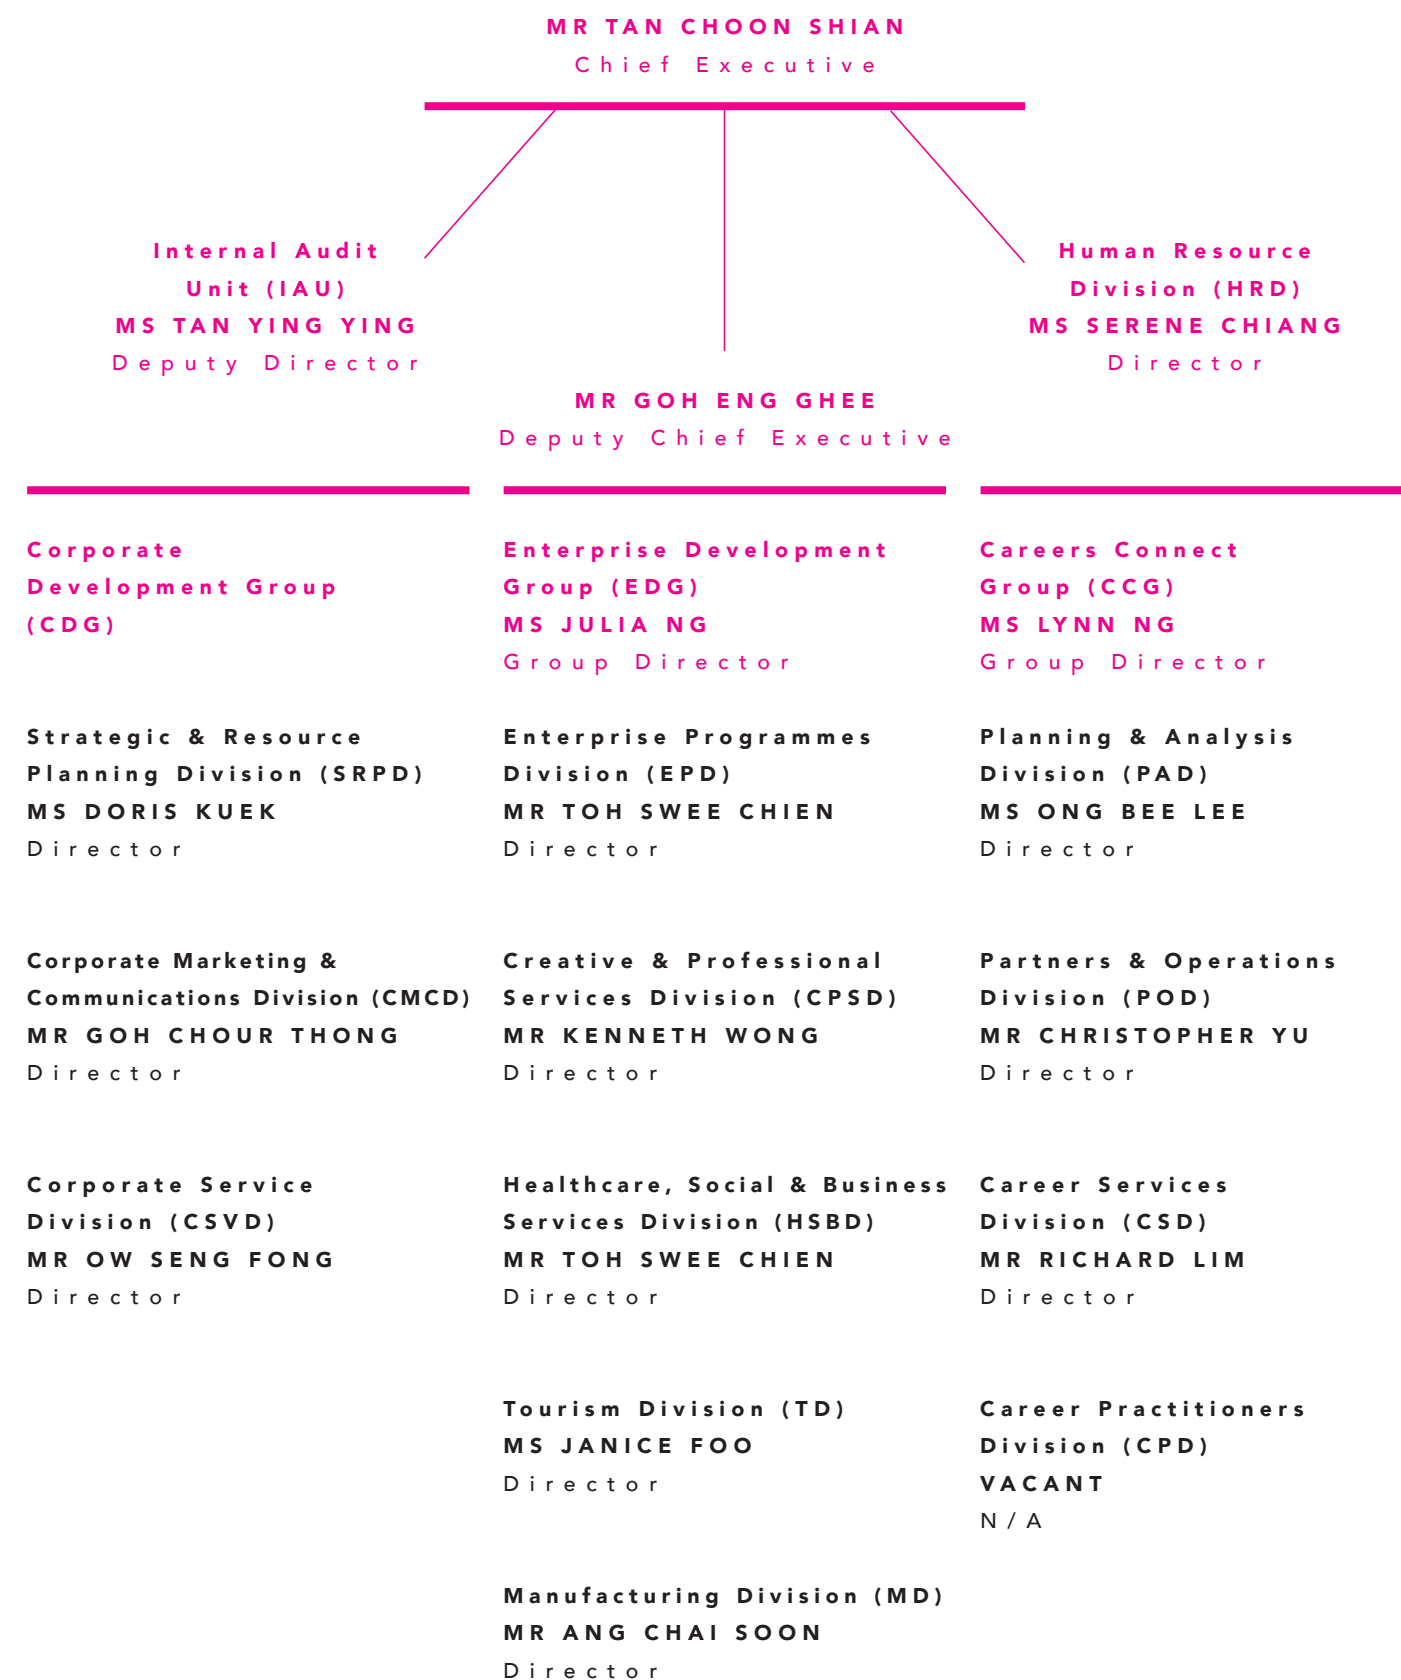 MR TAN CHOON SHIAN
Chief Executive
Internal Audit
Unit (IAU)
MS TAN YING YING
Deputy Director
Human Resource
Division (HRD)
MS SERENE CHIANG
Director
MR GOH ENG GHEE
Deputy Chief Executive
Corporate
Development Group
(CDG)
Strategic & Resource
Planning Division (SRPD)
MS DORIS KUEK
Director
Corporate Marketing &
Communications Division (CMCD)
MR GOH CHOUR THONG
Director
Corporate Service
Division (CSVD)
MR OW SENG FONG
Director
Enterprise Development
Group (EDG)
MS JULIA NG
Group Director
Enterprise Programmes
Division (EPD)
MR TOH SWEE CHIEN
Director
Creative & Professional
Services Division (CPSD)
MR KENNETH WONG
Director
Healthcare, Social & Business
Services Division (HSBD)
MR TOH SWEE CHIEN
Director
Tourism Division (TD)
MS JANICE FOO
Director
Manufacturing Division (MD)
MR ANG CHAI SOON
Director
Careers Connect
Group (CCG)
MS LYNN NG
Group Director
Planning & Analysis
Division (PAD)
MS ONG BEE LEE
Director
Partners & Operations
Division (POD)
MR CHRISTOPHER YU
Director
Career Services
Division (CSD)
MR RICHARD LIM
Director
Career Practitioners
Division (CPD)
VACANT
N/A